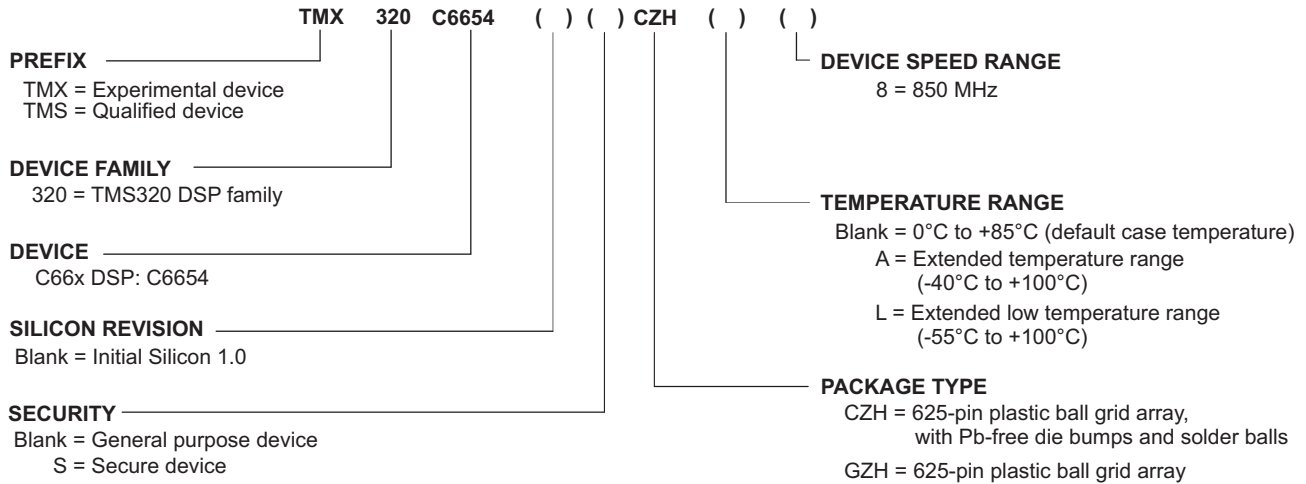 TMX 320 C6654 ( ) ( ) CZH ( ) ( )
PREFIX
TMX = Experimental device
TMS = Qualified device
DEVICE FAMILY
320 = TMS320 DSP family
DEVICE
C66x DSP: C6654
SILICON REVISION
Blank = Initial Silicon 1.0
SECURITY
Blank = General purpose device
S = Secure device
DEVICE SPEED RANGE
8 = 850 MHz
TEMPERATURE RANGE
Blank = 0°C to +85°C (default case temperature)
A = Extended temperature range
(-40°C to +100°C)
L = Extended low temperature range
(-55°C to +100°C)
PACKAGE TYPE
CZH = 625-pin plastic ball grid array,
with Pb-free die bumps and solder balls
GZH = 625-pin plastic ball grid array